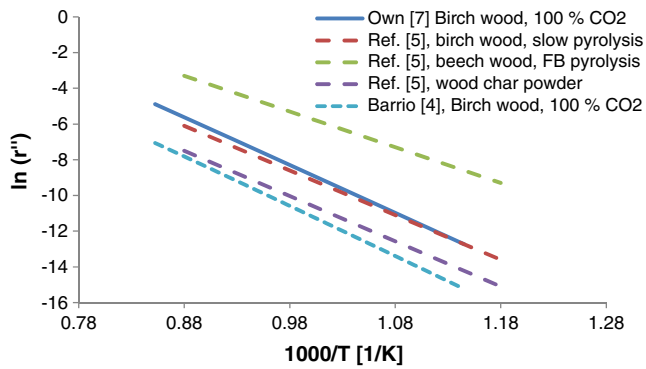 Own [7] Birch wood, 100 % CO2
Ref. [5], birch wood, slow pyrolysis
Ref. [5], beech wood, FB pyrolysis
Ref. [5], wood char powder
Barrio [4], Birch wood, 100 % CO2
ln (r'')
0
-2
-4
-6
-8
-10
-12
-14
-16
0.78 0.88 0.98 1.08 1.18 1.28
1000/T [1/K]